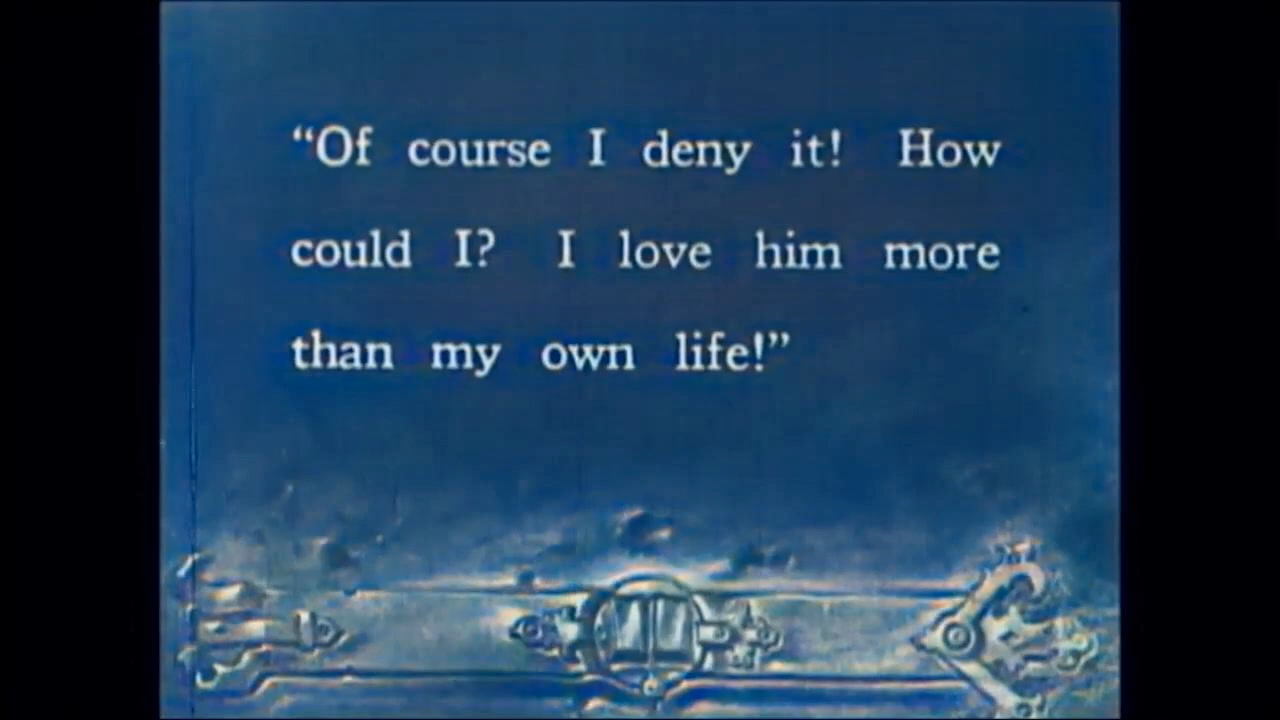 “Of course I deny it! How
could I? I love him more
than my own life!”